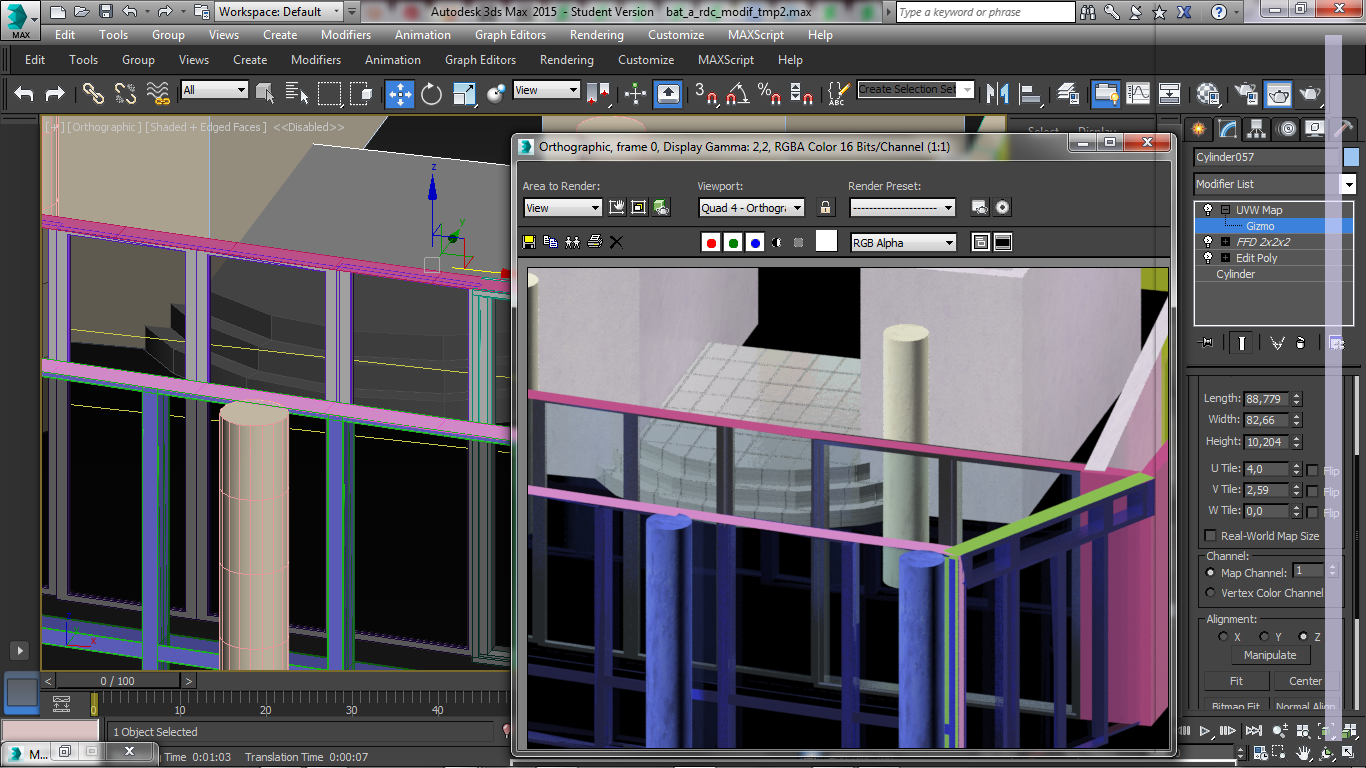 Workspace: Default
Autodesk 3ds Max 2015 - Student Version bat_a_rdc_modif_tmp2.max
Type a keyword or phrase
MAX
Edit Tools Group Views Create Modifiers Animation Graph Editors Rendering Customize MAXScript Help
Edit Tools Group Views Create Modifiers Animation Graph Editors Rendering Customize MAXScript Help
All
View
3
%
ABC
Create Selection Set
[+] [Orthographic ] [Shaded + Edged Faces ] <<Disabled>>
Select Display
z
y
Orthographic, frame 0, Display Gamma: 2,2, RGBA Color 16 Bits/Channel (1:1)
Area to Render:
Viewport:
Render Preset:
View
Quad 4 - Orthogra
RGB Alpha
Cylinder057
Modifier List
UVW Map
Gizmo
FFD 2x2x2
Edit Poly
Cylinder
Length: 88,779
Width: 82,66
Height: 10,204
U Tile: 4,0 Flip
V Tile: 2,59 Flip
W Tile: 0,0 Flip
Real-World Map Size
Channel:
Map Channel: 1
Vertex Color Channel
Alignment:
X Y Z
Manipulate
Fit Center
Bitmap Fit Normal Align
< 0 / 100 >
0 10 20 30 40
1 Object Selected
M...
Time 0:01:03 Translation Time 0:00:07